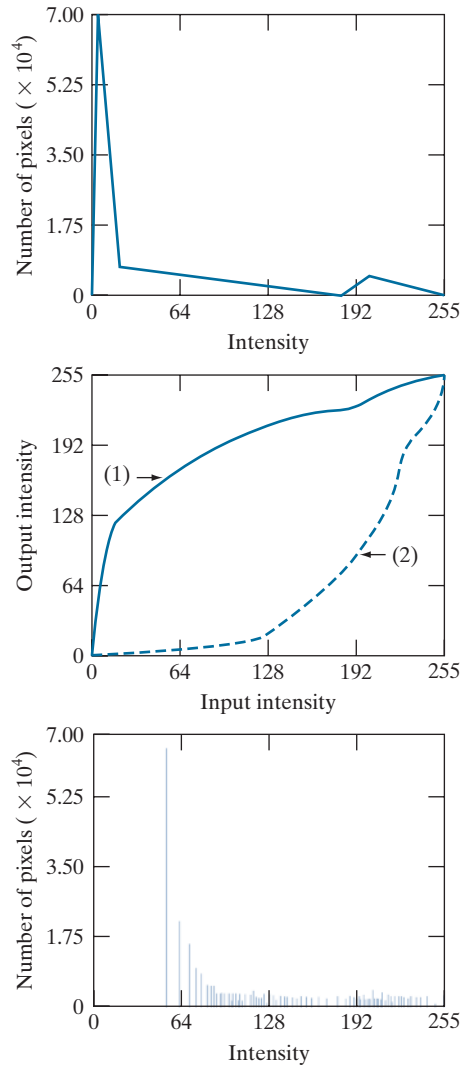 7.00
5.25
3.50
1.75
0
Number of pixels ( × 10⁴)
0 64 128 192 255
Intensity
255
192
128
64
0
Output intensity
(1)
(2)
0 64 128 192 255
Input intensity
7.00
5.25
3.50
1.75
0
Number of pixels ( × 10⁴)
0 64 128 192 255
Intensity